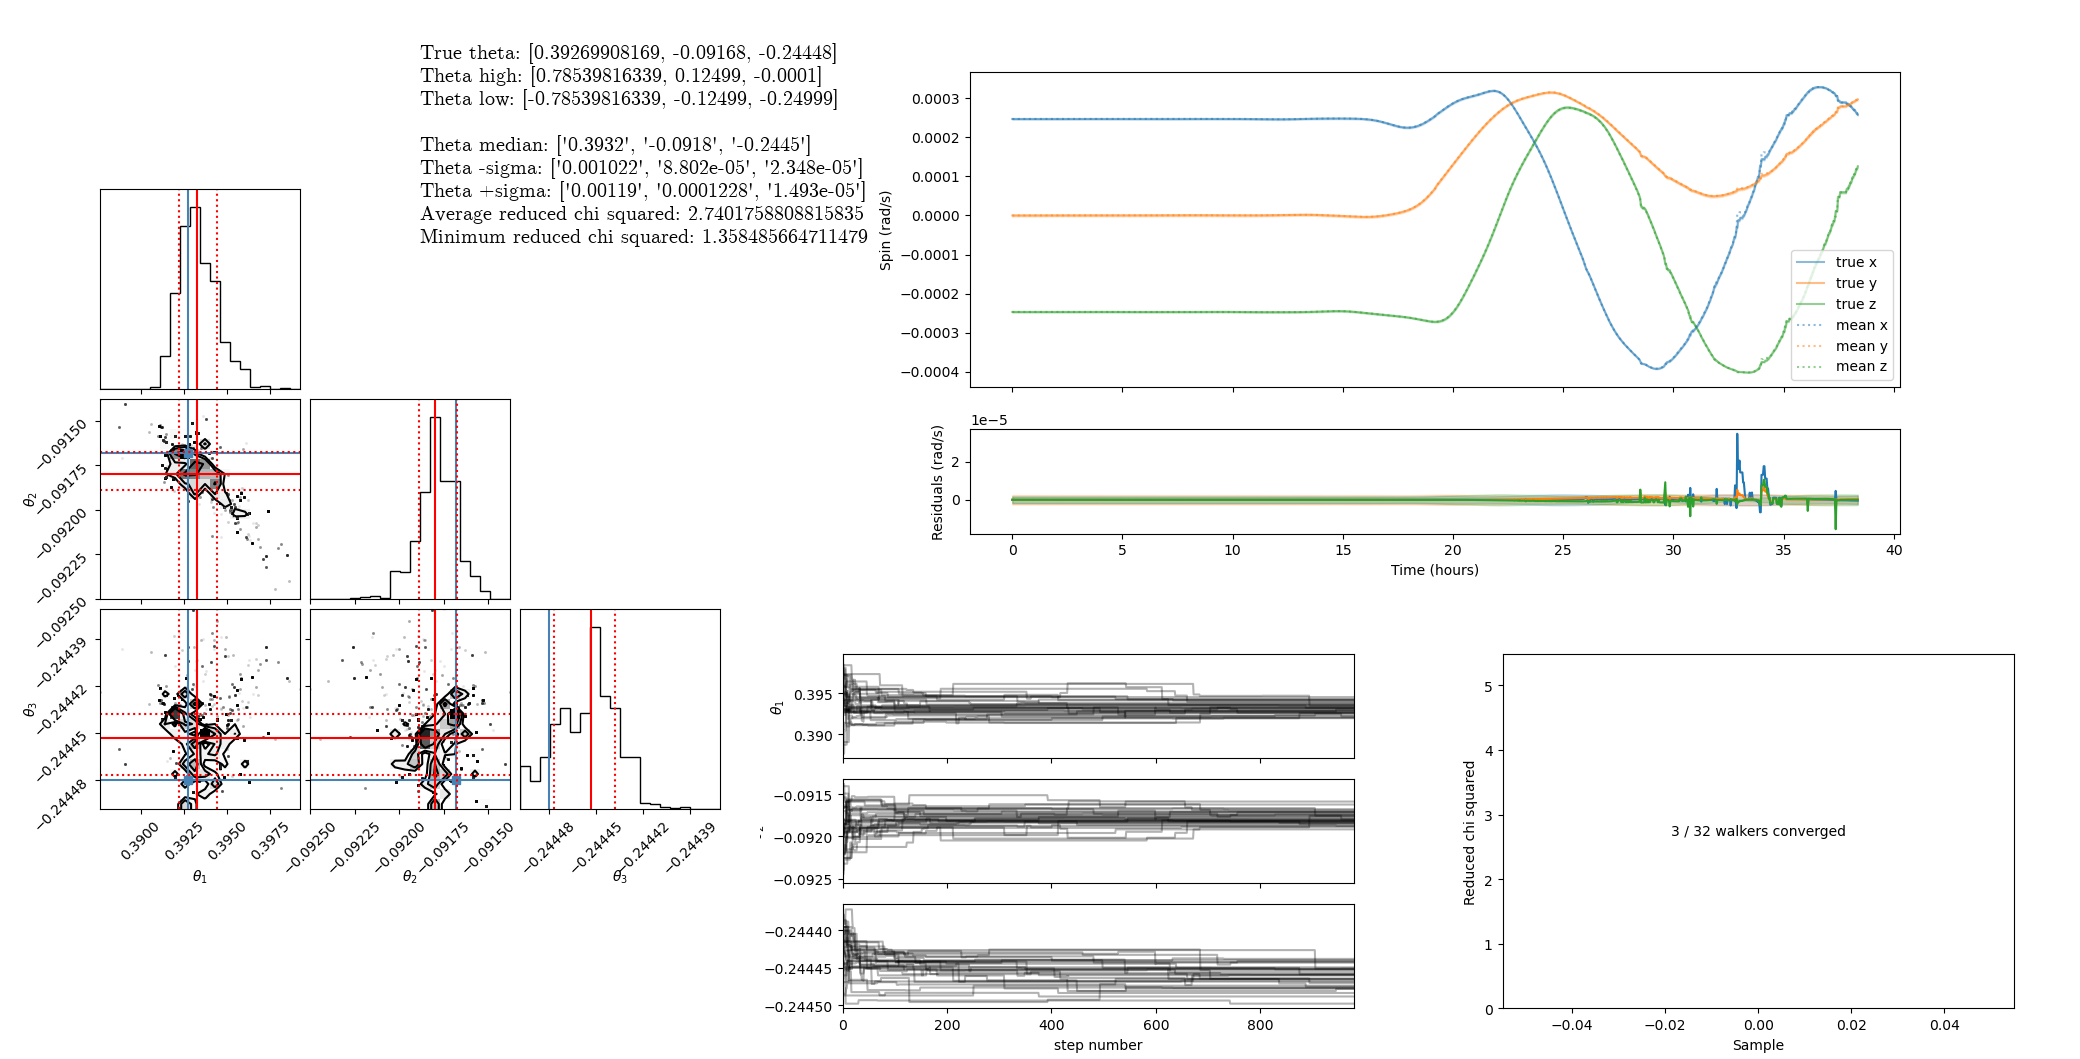 True theta: [0.39269908169, -0.09168, -0.24448]
Theta high: [0.78539816339, 0.12499, -0.0001]
Theta low: [-0.78539816339, -0.12499, -0.24999]
Theta median: ['0.3932', '-0.0918', '-0.2445']
Theta -sigma: ['0.001022', '8.802e-05', '2.348e-05']
Theta +sigma: ['0.00119', '0.0001228', '1.493e-05']
Average reduced chi squared: 2.7401758808815835
Minimum reduced chi squared: 1.358485664711479
Spin (rad/s)
0.0003
0.0002
0.0001
0.0000
−0.0001
−0.0002
−0.0003
−0.0004
true x
true y
true z
mean x
mean y
mean z
1e−5
Residuals (rad/s)
2
0
0 5 10 15 20 25 30 35 40
Time (hours)
θ2
−0.09150
−0.09175
−0.09200
−0.09225
−0.09250
θ3
−0.24439
−0.24442
−0.24445
−0.24448
0.3900 0.3925 0.3950 0.3975
θ1
−0.09250 −0.09225 −0.09200 −0.09175 −0.09150
θ2
−0.24448 −0.24445 −0.24442 −0.24439
θ3
θ1
0.395
0.390
−0.0915
−0.0920
−0.0925
−0.24440
−0.24445
−0.24450
0 200 400 600 800
step number
Reduced chi squared
5
4
3
2
1
0
3 / 32 walkers converged
−0.04 −0.02 0.00 0.02 0.04
Sample